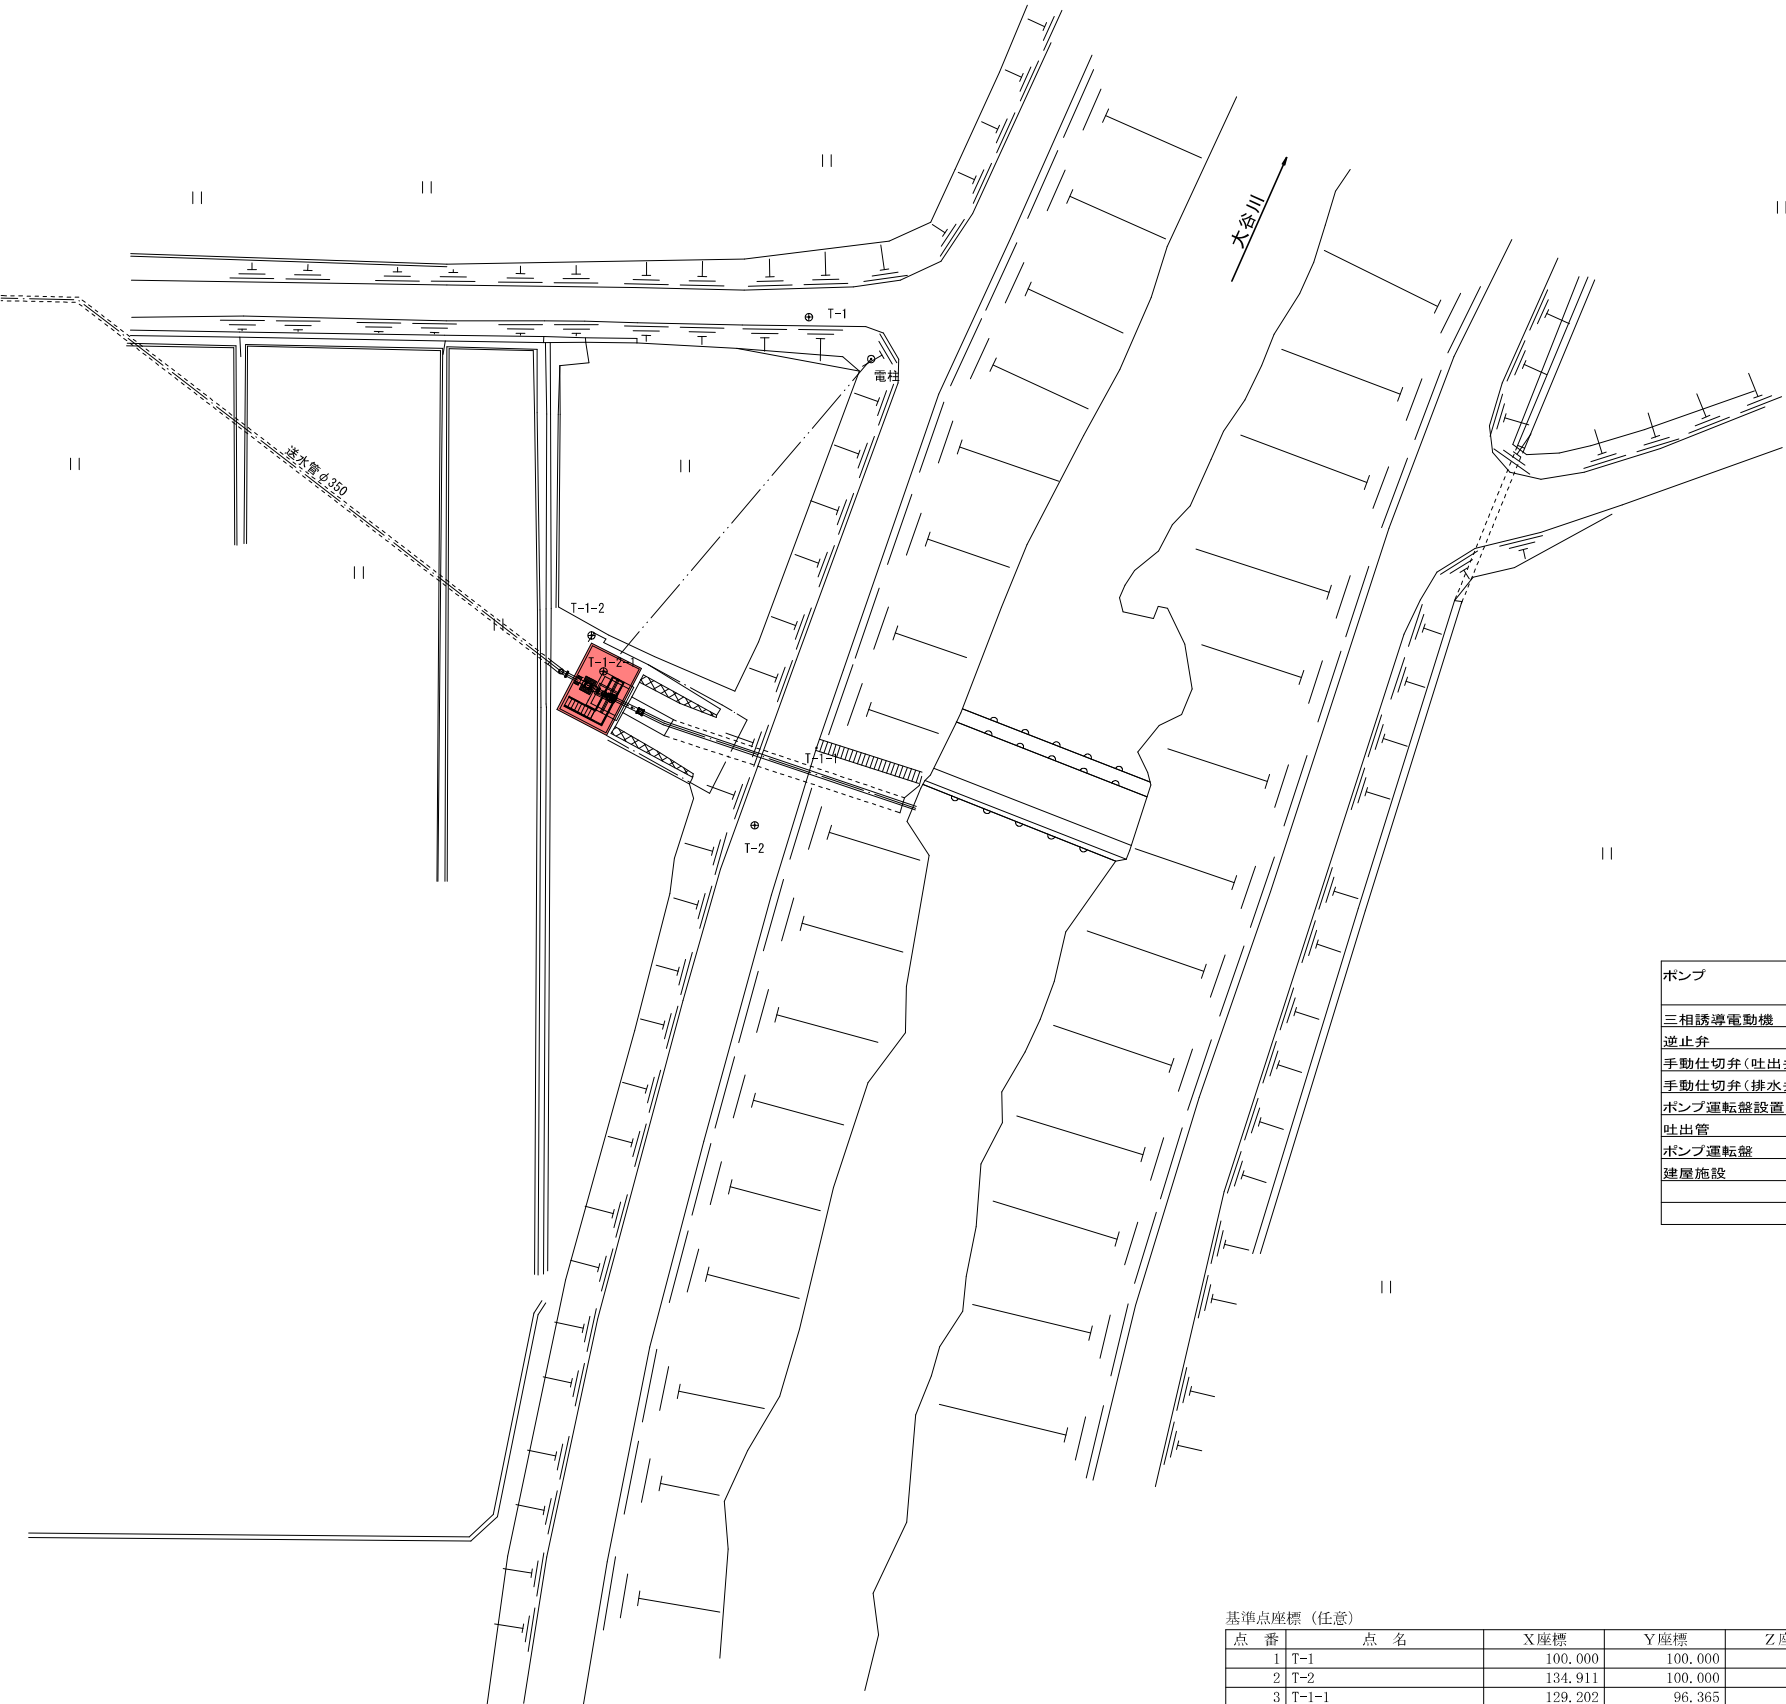 大谷川
T-1
電柱
送水管φ350
T-1-2
T-1-2-1
T-1-1
T-2
ポンプ
三相誘導電動機
逆止弁
手動仕切弁(吐出
手動仕切弁(排水
ポンプ運転盤設置
吐出管
ポンプ運転盤
建屋施設
基準点座標 (任意)
点 番 点 名 X座標 Y座標 Z
1 T-1 100.000 100.000
2 T-2 134.911 100.000
3 T-1-1 129.202 96.365